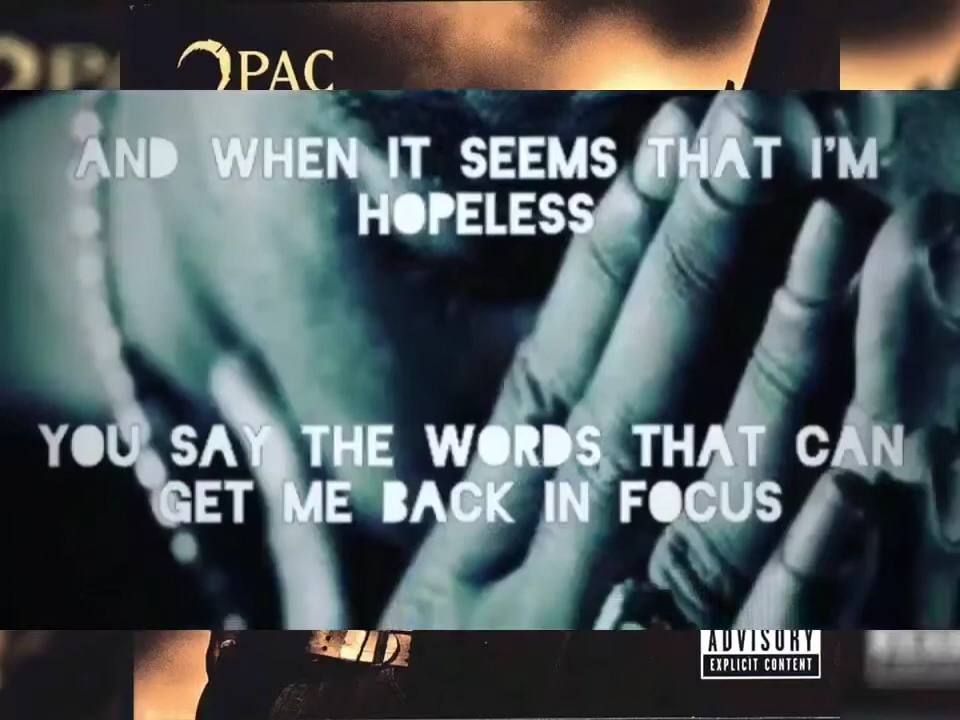 2PAC
AND WHEN IT SEEMS THAT I'M
HOPELESS
YOU SAY THE WORDS THAT CAN
GET ME BACK IN FOCUS
ADVISORY
EXPLICIT CONTENT